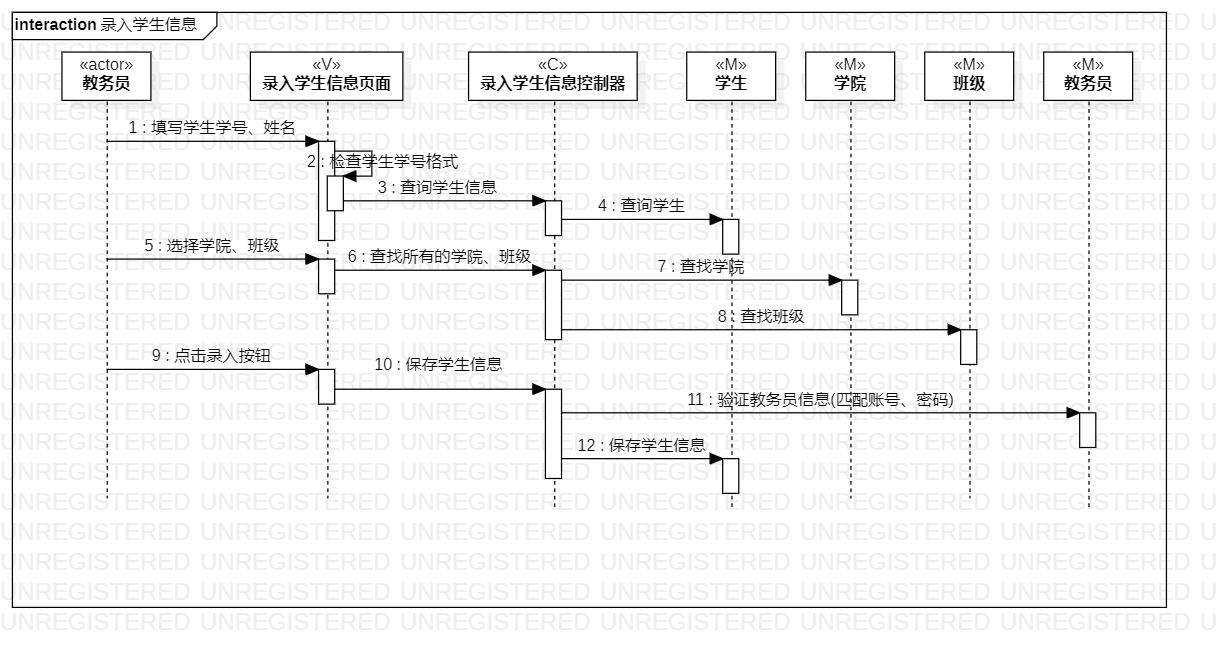 interaction 录入学生信息
«actor»
教务员
«V»
录入学生信息页面
«C»
录入学生信息控制器
«M»
学生
«M»
学院
«M»
班级
«M»
教务员
1 : 填写学生学号、姓名
2 : 检查学生学号格式
3 : 查询学生信息
4 : 查询学生
5 : 选择学院、班级
6 : 查找所有的学院、班级
7 : 查找学院
8 : 查找班级
9 : 点击录入按钮
10 : 保存学生信息
11 : 验证教务员信息(匹配账号、密码)
12 : 保存学生信息
UNREGISTERED